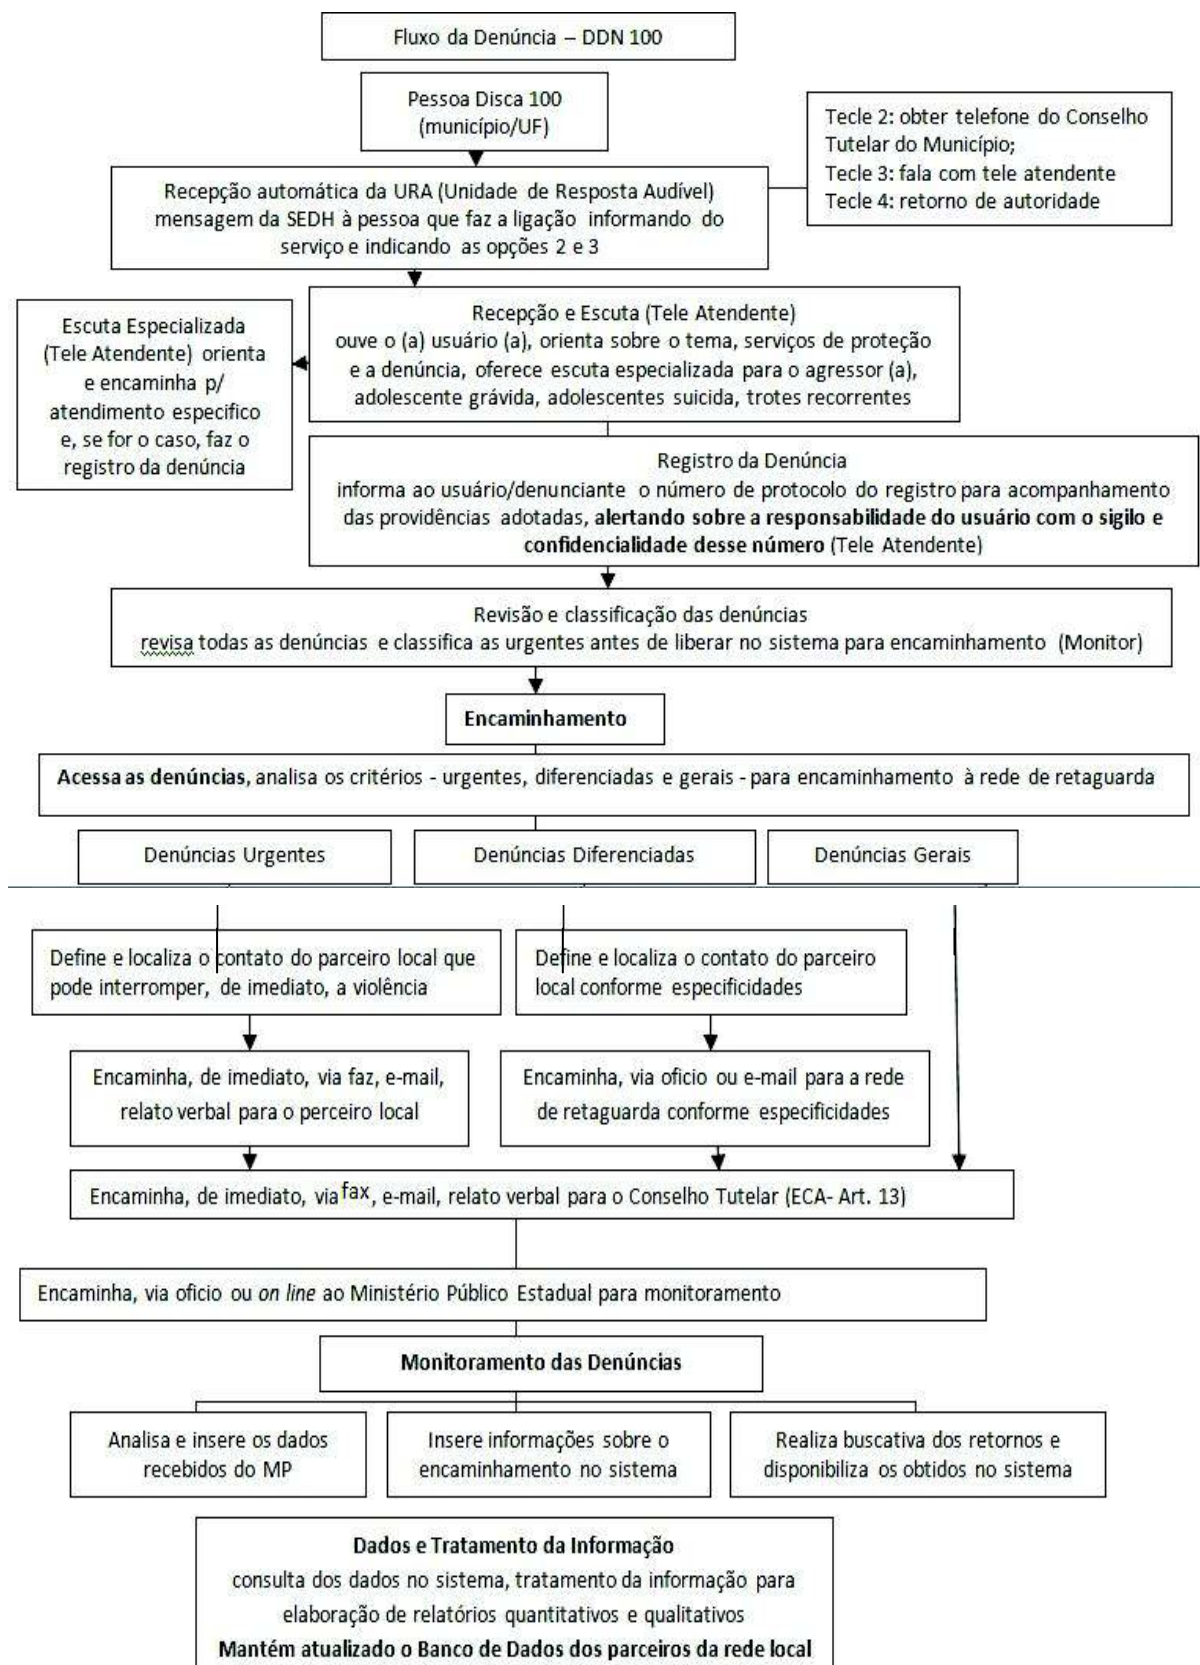 Fluxo da Denúncia – DDN 100
Pessoa Disca 100
(município/UF)
Tecle 2: obter telefone do Conselho
Tutelar do Município;
Tecle 3: fala com tele atendente
Tecle 4: retorno de autoridade
Recepção automática da URA (Unidade de Resposta Audível)
mensagem da SEDH à pessoa que faz a ligação informando do
serviço e indicando as opções 2 e 3
Escuta Especializada
(Tele Atendente) orienta
e encaminha p/
atendimento especifico
e, se for o caso, faz o
registro da denúncia
Recepção e Escuta (Tele Atendente)
ouve o (a) usuário (a), orienta sobre o tema, serviços de proteção
e a denúncia, oferece escuta especializada para o agressor (a),
adolescente grávida, adolescentes suicida, trotes recorrentes
Registro da Denúncia
informa ao usuário/denunciante o número de protocolo do registro para acompanhamento
das providências adotadas, alertando sobre a responsabilidade do usuário com o sigilo e
confidencialidade desse número (Tele Atendente)
Revisão e classificação das denúncias
revisa todas as denúncias e classifica as urgentes antes de liberar no sistema para encaminhamento (Monitor)
Encaminhamento
Acessa as denúncias, analisa os critérios - urgentes, diferenciadas e gerais - para encaminhamento à rede de retaguarda
Denúncias Urgentes
Denúncias Diferenciadas
Denúncias Gerais
Define e localiza o contato do parceiro local que
pode interromper, de imediato, a violência
Define e localiza o contato do parceiro
local conforme especificidades
Encaminha, de imediato, via faz, e-mail,
relato verbal para o perceiro local
Encaminha, via oficio ou e-mail para a rede
de retaguarda conforme especificidades
Encaminha, de imediato, via fax, e-mail, relato verbal para o Conselho Tutelar (ECA- Art. 13)
Encaminha, via oficio ou on line ao Ministério Público Estadual para monitoramento
Monitoramento das Denúncias
Analisa e insere os dados
recebidos do MP
Insere informações sobre o
encaminhamento no sistema
Realiza buscativa dos retornos e
disponibiliza os obtidos no sistema
Dados e Tratamento da Informação
consulta dos dados no sistema, tratamento da informação para
elaboração de relatórios quantitativos e qualitativos
Mantém atualizado o Banco de Dados dos parceiros da rede local